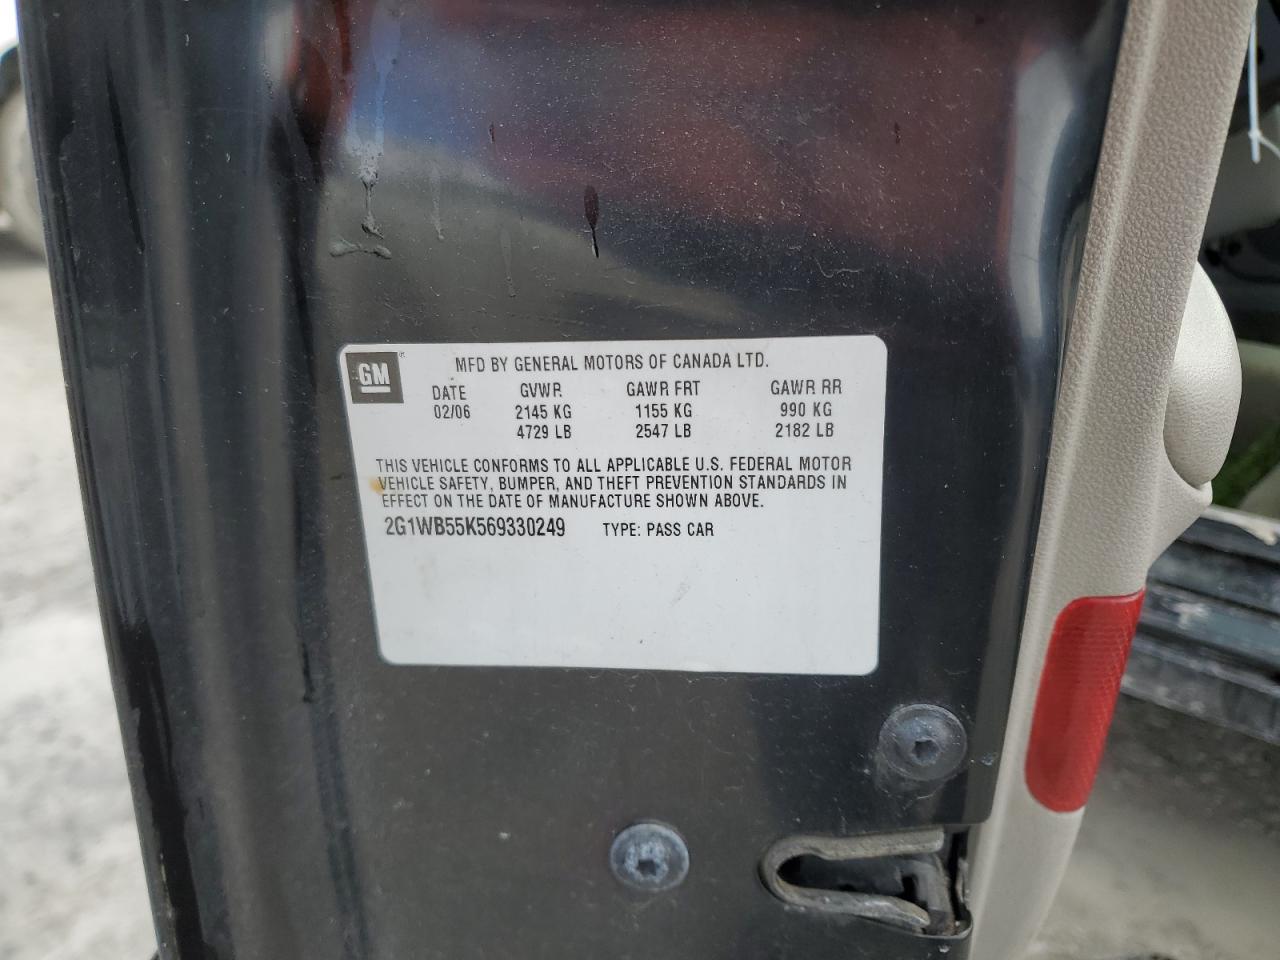 GM
MFD BY GENERAL MOTORS OF CANADA LTD.
DATE GVWR GAWR FRT GAWR RR
02/06 2145 KG 1155 KG 990 KG
4729 LB 2547 LB 2182 LB
THIS VEHICLE CONFORMS TO ALL APPLICABLE U.S. FEDERAL MOTOR
VEHICLE SAFETY, BUMPER, AND THEFT PREVENTION STANDARDS IN
EFFECT ON THE DATE OF MANUFACTURE SHOWN ABOVE.
2G1WB55K569330249 TYPE: PASS CAR